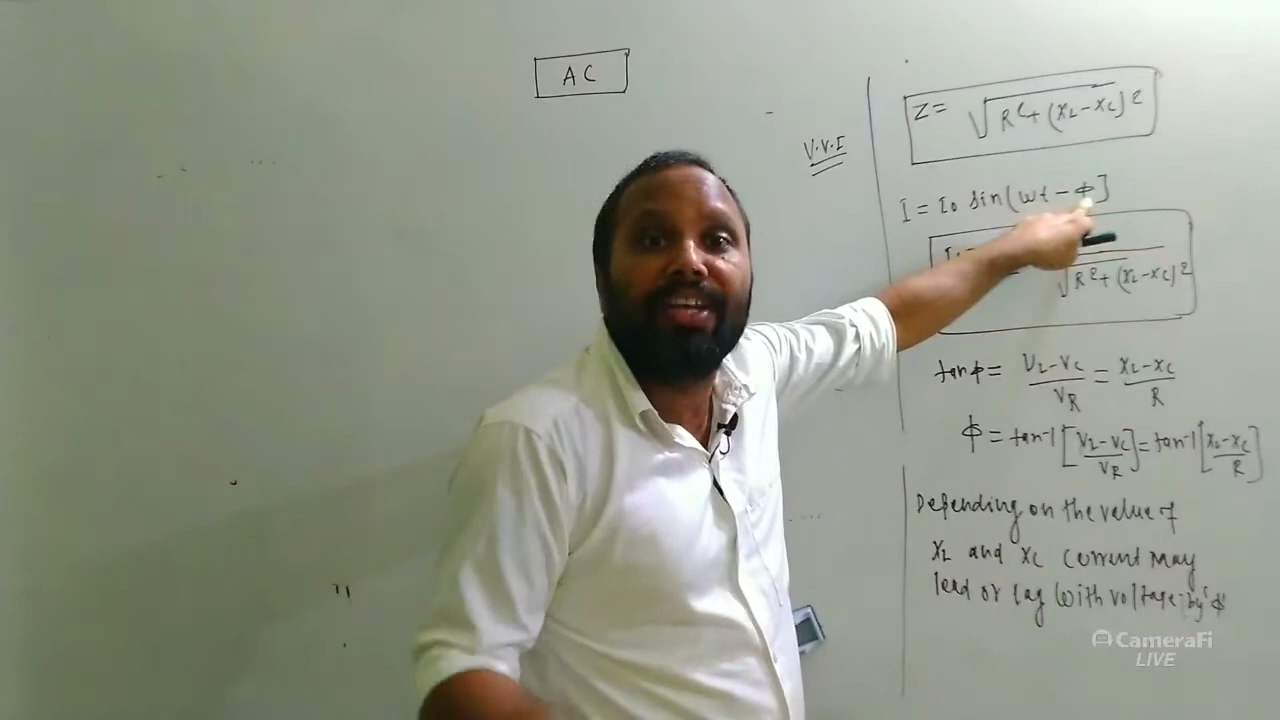 AC
V.V.I
Z = √R²+(XL-XC)²
I = I0 sin(wt-ϕ]
√R²+(XL-XC)²
tanϕ = VL-VC/VR = XL-XC/R
ϕ = tan-1[VL-VC/VR] = tan-1[XL-XC/R]
Depending on the value of
XL and XC current may
lead or lag with voltage by 'ϕ'
CameraFi
LIVE